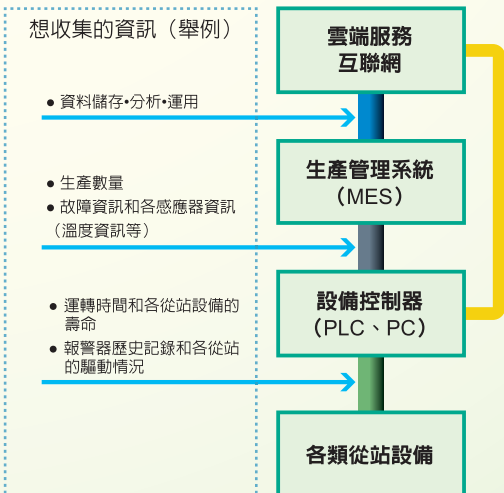 想收集的資訊（舉例）
● 資料儲存•分析•運用
● 生產數量
● 故障資訊和各感應器資訊
（溫度資訊等）
● 運轉時間和各從站設備的
壽命
● 報警器歷史記錄和各從站
的驅動情況
雲端服務
互聯網
生產管理系統
（MES）
設備控制器
（PLC、PC）
各類從站設備